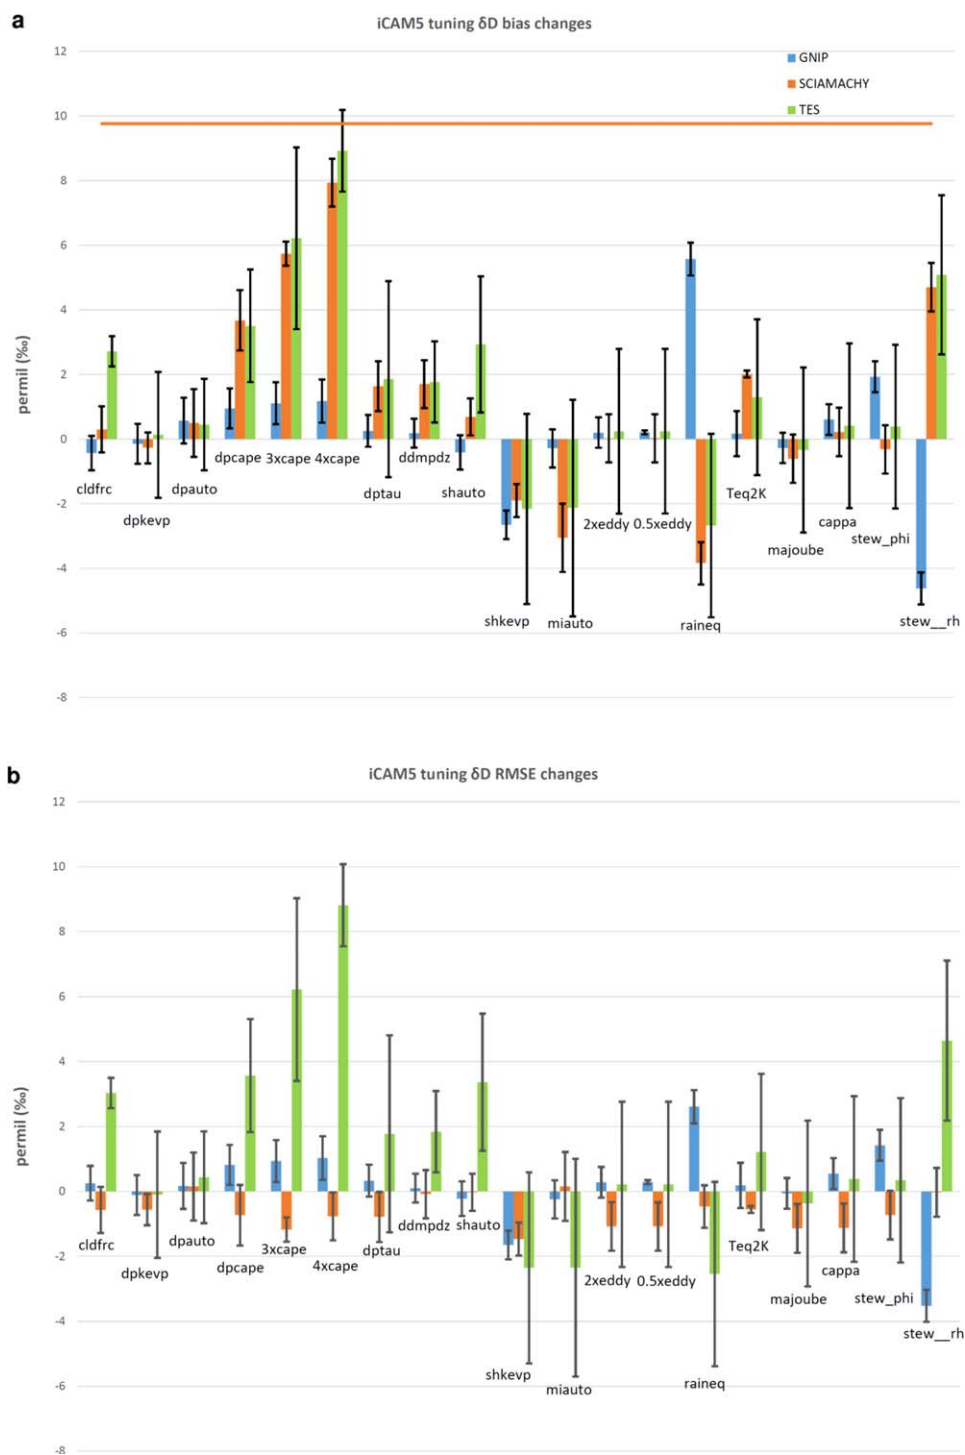 a
iCAM5 tuning δD bias changes
12
GNIP
SCIAMACHY
TES
10
8
6
4
2
0
-2
-4
-6
-8
permil (‰)
cldfrc
dpkevp
dpauto
dpcape
3xcape
4xcape
dptau
ddmpdz
shauto
shkevp
miauto
2xeddy
0.5xeddy
raineq
Teq2K
majoube
cappa
stew_phi
stew__rh
b
iCAM5 tuning δD RMSE changes
12
10
8
6
4
2
0
-2
-4
-6
-8
permil (‰)
cldfrc
dpkevp
dpauto
dpcape
3xcape
4xcape
dptau
ddmpdz
shauto
shkevp
miauto
2xeddy
0.5xeddy
raineq
Teq2K
majoube
cappa
stew_phi
stew__rh